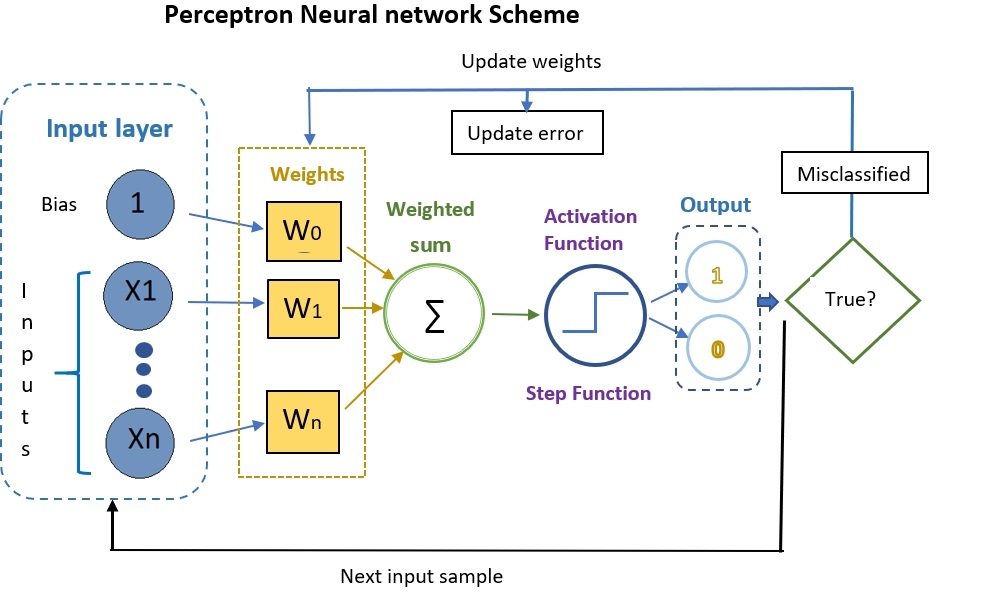 Perceptron Neural network Scheme
Update weights
Update error
Misclassified
Input layer
Bias
1
Inputs
X1
Xn
Weights
W0
W1
Wn
Weighted
sum
∑
Activation
Function
Step Function
Output
1
0
True?
Next input sample